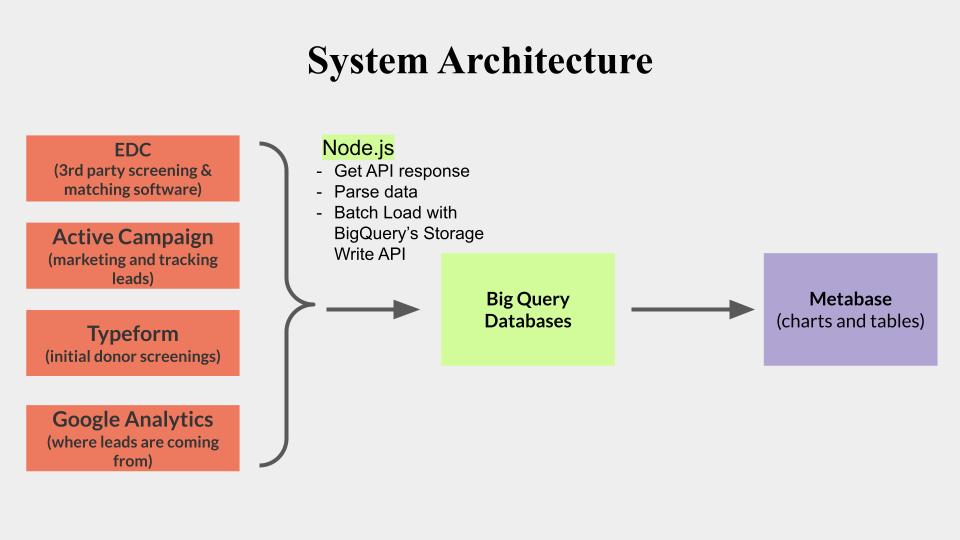 System Architecture
EDC
(3rd party screening &
matching software)
Active Campaign
(marketing and tracking
leads)
Typeform
(initial donor screenings)
Google Analytics
(where leads are coming
from)
Node.js
- Get API response
- Parse data
- Batch Load with
BigQuery’s Storage
Write API
Big Query
Databases
Metabase
(charts and tables)